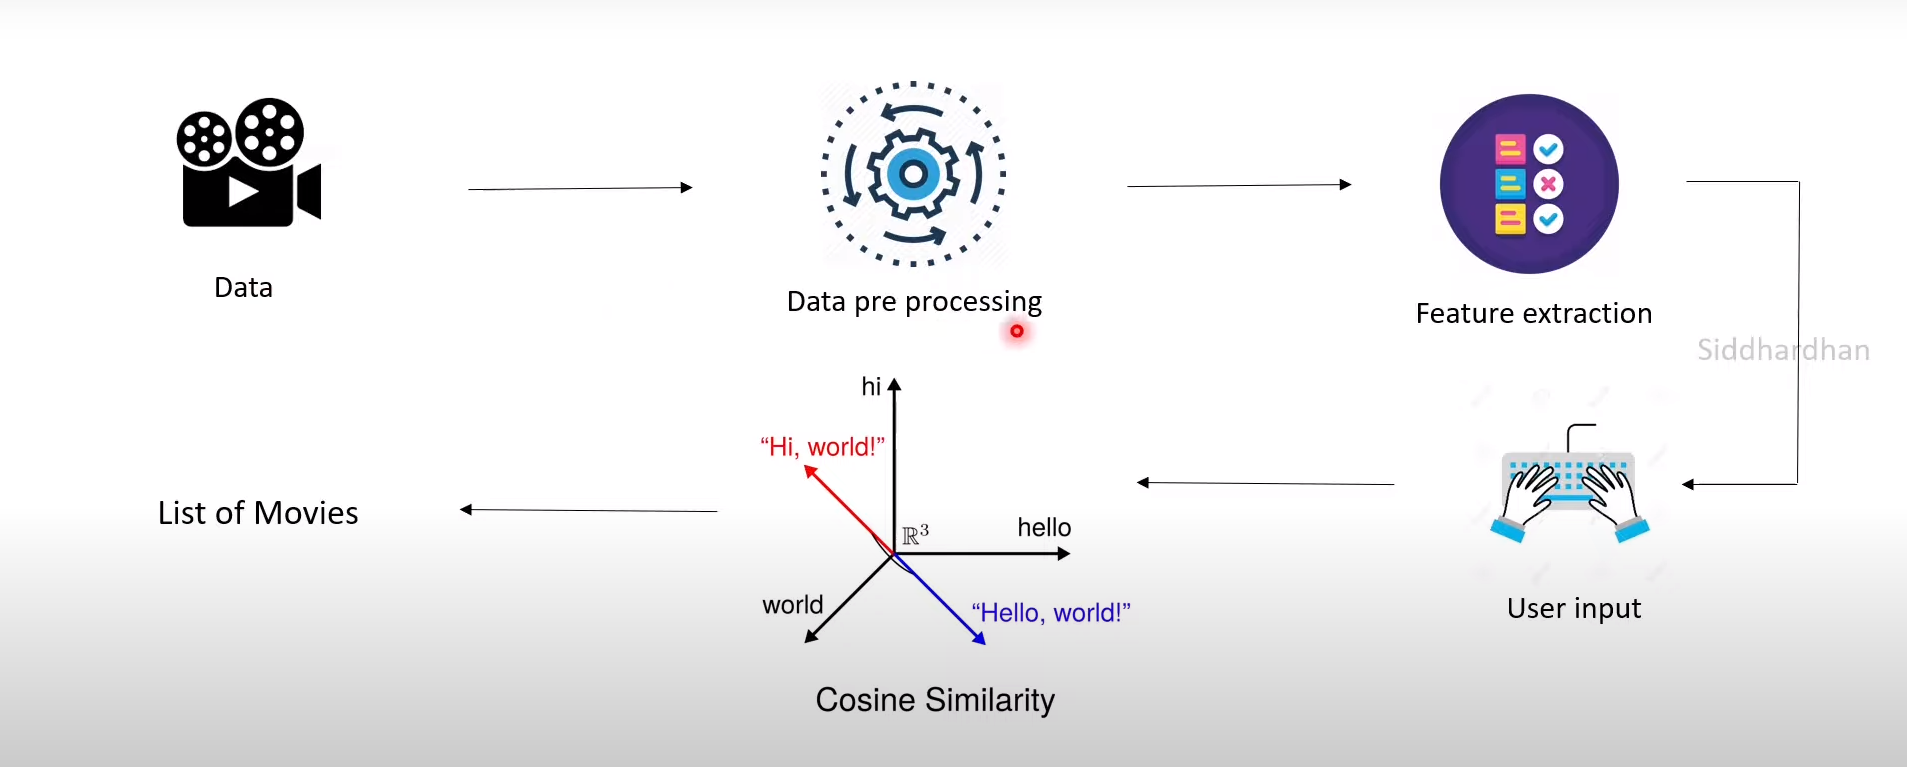 Data
Data pre processing
Feature extraction
Siddhardhan
hi
“Hi, world!”
ℝ³
hello
world
“Hello, world!”
Cosine Similarity
List of Movies
User input